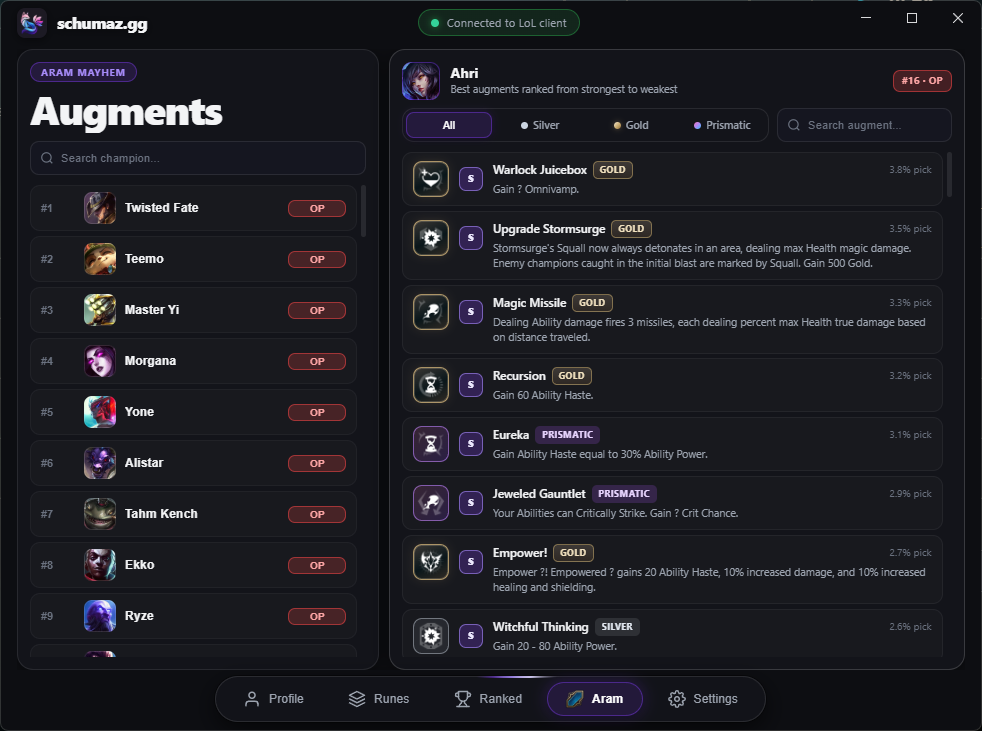 schumaz.gg
Connected to LoL client
ARAM MAYHEM
Augments
Search champion...
#1 Twisted Fate OP
#2 Teemo OP
#3 Master Yi OP
#4 Morgana OP
#5 Yone OP
#6 Alistar OP
#7 Tahm Kench OP
#8 Ekko OP
#9 Ryze OP
Ahri
Best augments ranked from strongest to weakest
#16 • OP
All Silver Gold Prismatic
Search augment...
S Warlock Juicebox GOLD 3.8% pick
Gain ? Omnivamp.
S Upgrade Stormsurge GOLD 3.5% pick
Stormsurge's Squall now always detonates in an area, dealing max Health magic damage.
Enemy champions caught in the initial blast are marked by Squall. Gain 500 Gold.
S Magic Missile GOLD 3.3% pick
Dealing Ability damage fires 3 missiles, each dealing percent max Health true damage based
on distance traveled.
S Recursion GOLD 3.2% pick
Gain 60 Ability Haste.
S Eureka PRISMATIC 3.1% pick
Gain Ability Haste equal to 30% Ability Power.
S Jeweled Gauntlet PRISMATIC 2.9% pick
Your Abilities can Critically Strike. Gain ? Crit Chance.
S Empower! GOLD 2.7% pick
Empower ?! Empowered ? gains 20 Ability Haste, 10% increased damage, and 10% increased
healing and shielding.
S Witchful Thinking SILVER 2.6% pick
Gain 20 - 80 Ability Power.
Profile Runes Ranked Aram Settings